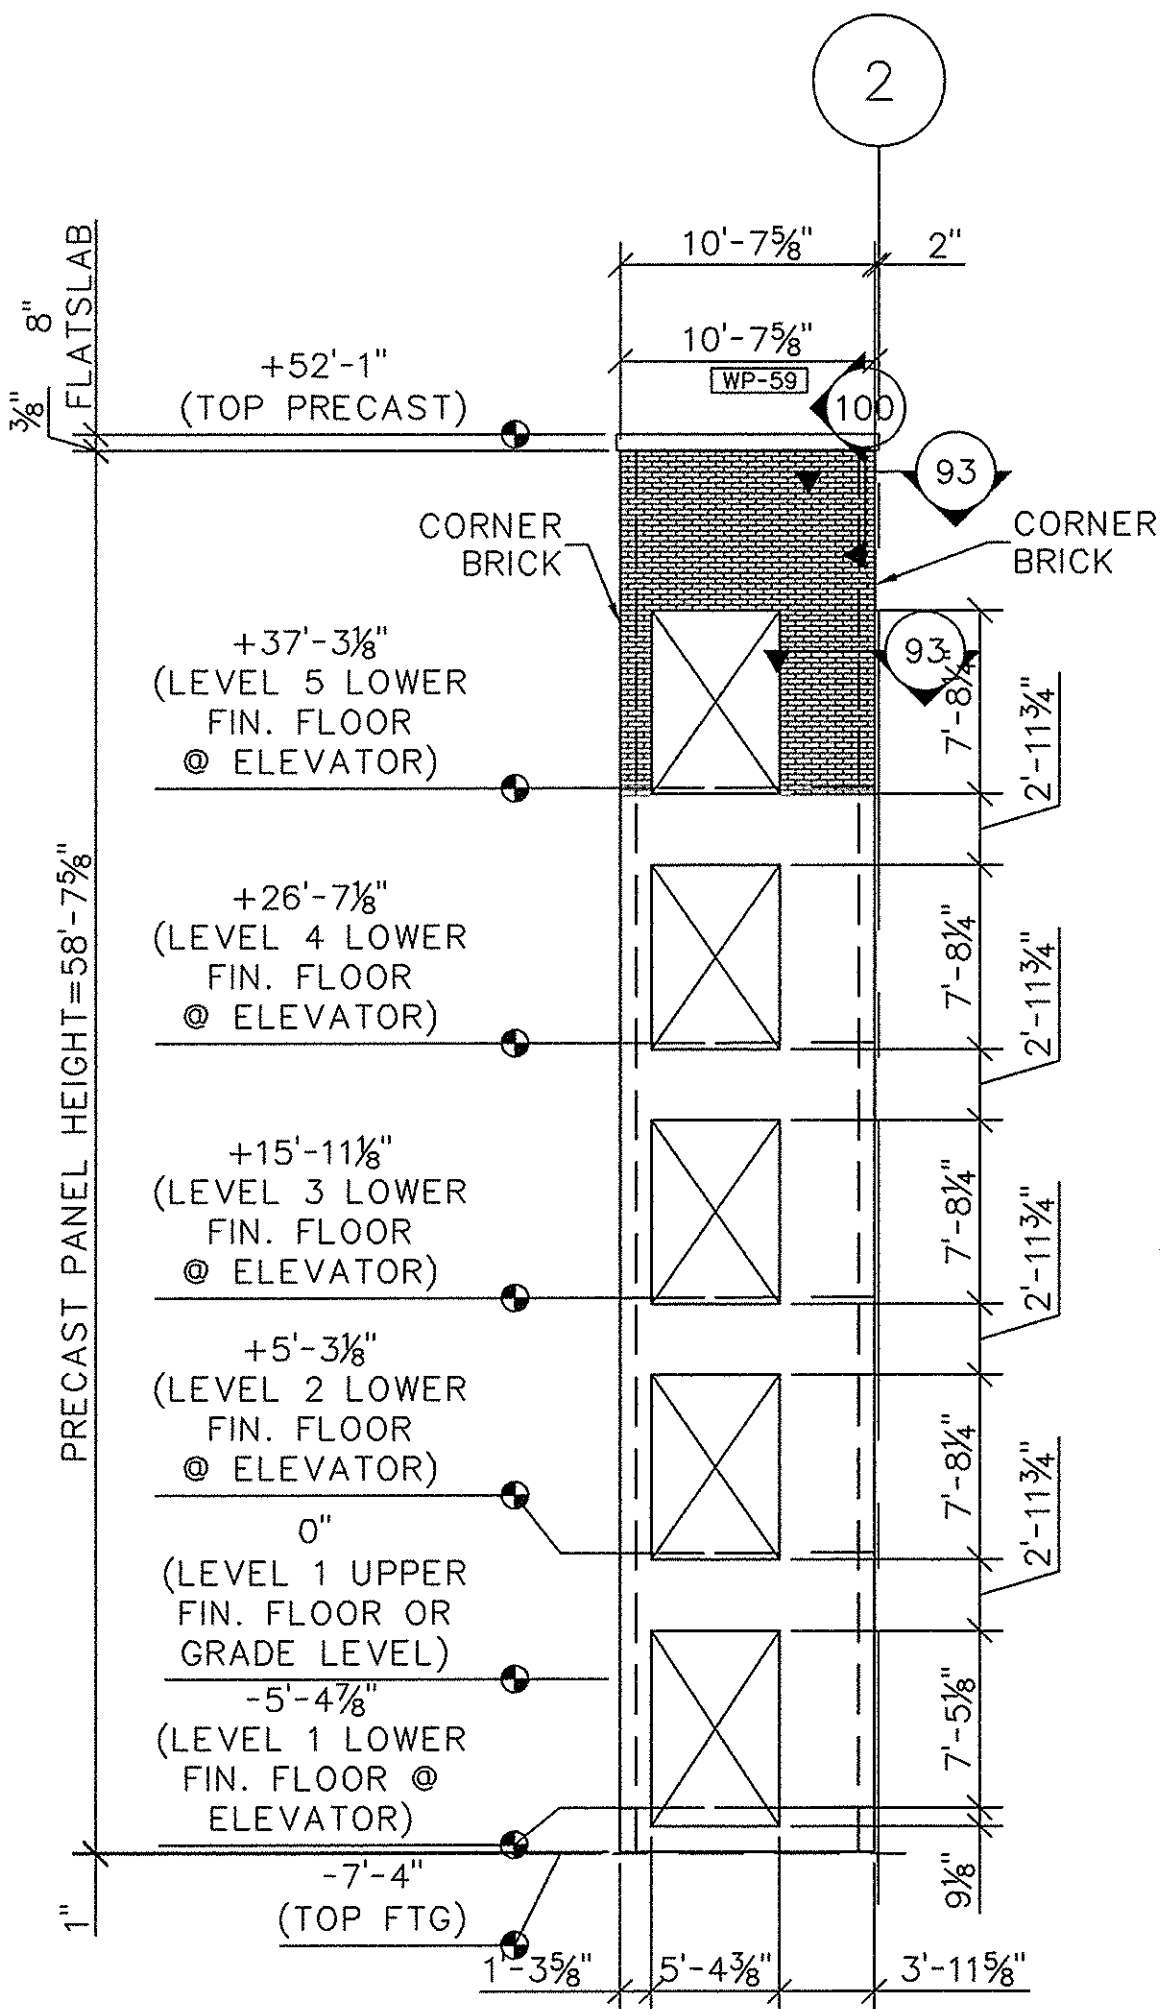 2
10'-7⅝"
2"
8"
FLATSLAB
⅜"
10'-7⅝"
WP-59
+52'-1"
(TOP PRECAST)
100
93
CORNER
BRICK
CORNER
BRICK
+37'-3⅛"
(LEVEL 5 LOWER
FIN. FLOOR
@ ELEVATOR)
93
7'-8¼"
2'-11¾"
PRECAST PANEL HEIGHT=58'-7⅝"
+26'-7⅛"
(LEVEL 4 LOWER
FIN. FLOOR
@ ELEVATOR)
7'-8¼"
2'-11¾"
+15'-11⅛"
(LEVEL 3 LOWER
FIN. FLOOR
@ ELEVATOR)
7'-8¼"
2'-11¾"
+5'-3⅛"
(LEVEL 2 LOWER
FIN. FLOOR
@ ELEVATOR)
7'-8¼"
2'-11¾"
0"
(LEVEL 1 UPPER
FIN. FLOOR OR
GRADE LEVEL)
-5'-4⅞"
(LEVEL 1 LOWER
FIN. FLOOR @
ELEVATOR)
7'-5⅛"
9⅛"
1"
-7'-4"
(TOP FTG)
1'-3⅝"
5'-4⅜"
3'-11⅝"